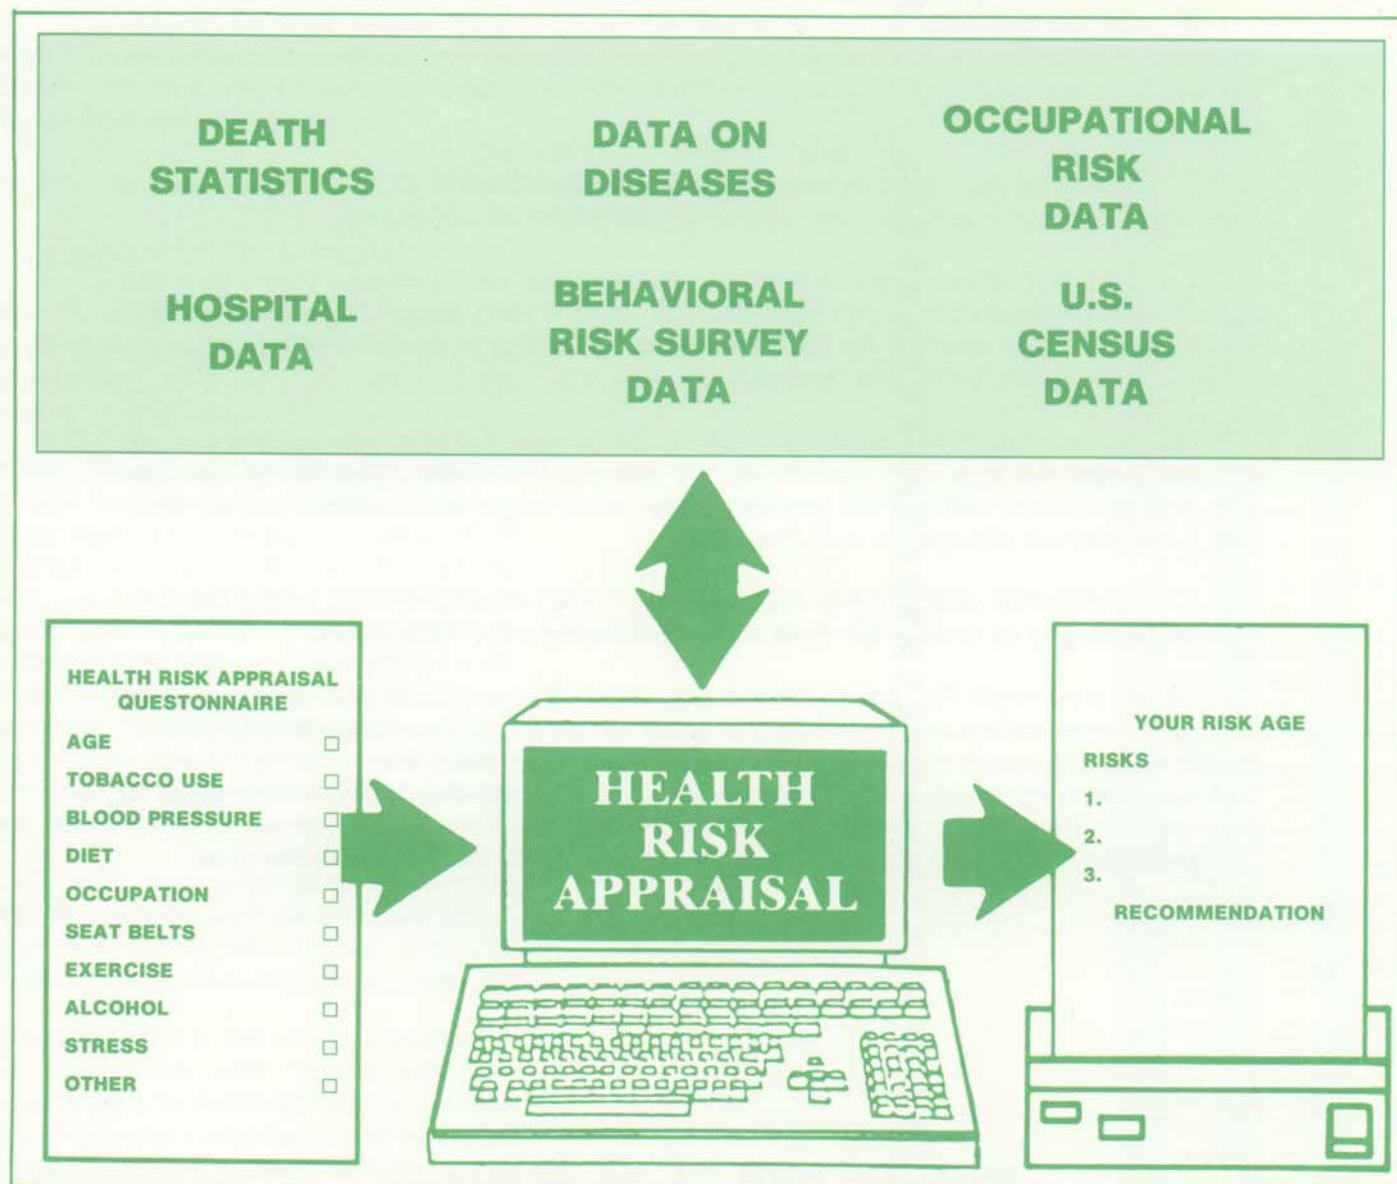 DEATH
STATISTICS
DATA ON
DISEASES
OCCUPATIONAL
RISK
DATA
HOSPITAL
DATA
BEHAVIORAL
RISK SURVEY
DATA
U.S.
CENSUS
DATA
HEALTH RISK APPRAISAL
QUESTONNAIRE
AGE
TOBACCO USE
BLOOD PRESSURE
DIET
OCCUPATION
SEAT BELTS
EXERCISE
ALCOHOL
STRESS
OTHER
HEALTH
RISK
APPRAISAL
YOUR RISK AGE
RISKS
1.
2.
3.
RECOMMENDATION